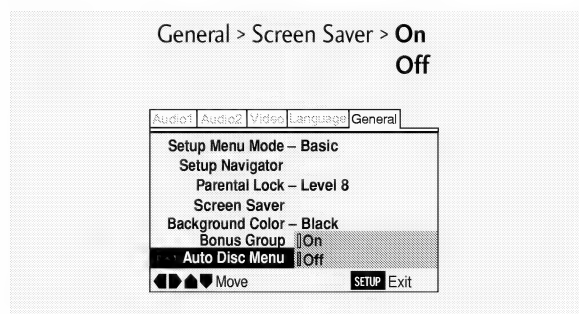 General > Screen Saver > On
Off
Audio1 Audio2 Video Language General
Setup Menu Mode – Basic
Setup Navigator
Parental Lock – Level 8
Screen Saver
Background Color – Black
Bonus Group On
Auto Disc Menu Off
Move SETUP Exit